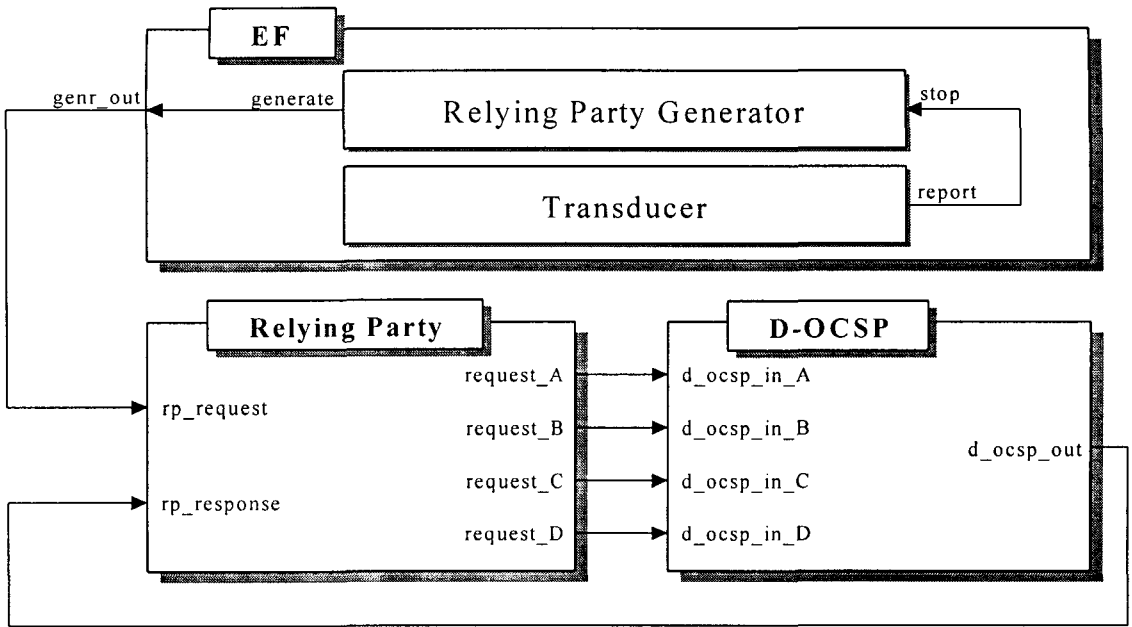 EF
genr_out
generate
Relying Party Generator
stop
Transducer
report
Relying Party
rp_request
rp_response
request_A
request_B
request_C
request_D
D-OCSP
d_ocsp_in_A
d_ocsp_in_B
d_ocsp_in_C
d_ocsp_in_D
d_ocsp_out